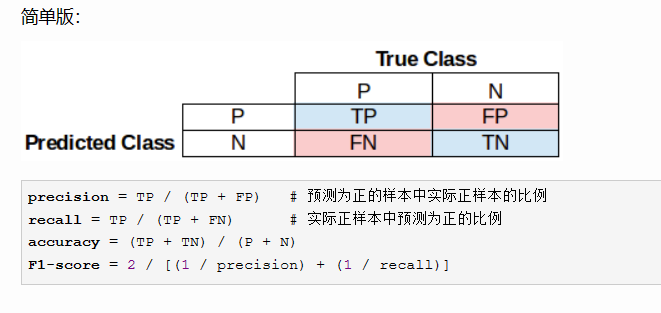 简单版：
True Class
P N
P TP FP
Predicted Class N FN TN
precision = TP / (TP + FP) # 预测为正的样本中实际正样本的比例
recall = TP / (TP + FN) # 实际正样本中预测为正的比例
accuracy = (TP + TN) / (P + N)
F1-score = 2 / [(1 / precision) + (1 / recall)]